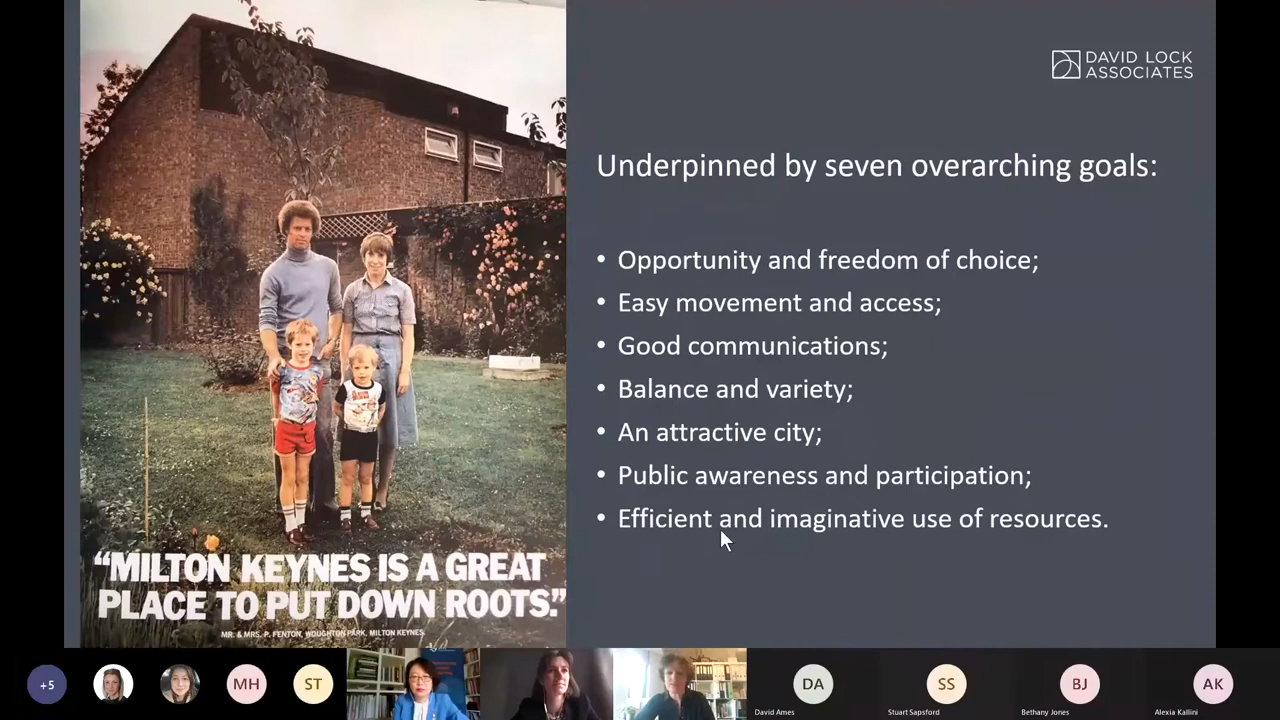 DAVID LOCK
ASSOCIATES
Underpinned by seven overarching goals:
• Opportunity and freedom of choice;
• Easy movement and access;
• Good communications;
• Balance and variety;
• An attractive city;
• Public awareness and participation;
• Efficient and imaginative use of resources.
“MILTON KEYNES IS A GREAT
PLACE TO PUT DOWN ROOTS.”
MR. & MRS. P. FENTON, WOUGHTON PARK, MILTON KEYNES.
+5
MH
ST
DA
SS
BJ
AK
David Ames
Stuart Sapsford
Bethany Jones
Alexia Kallini